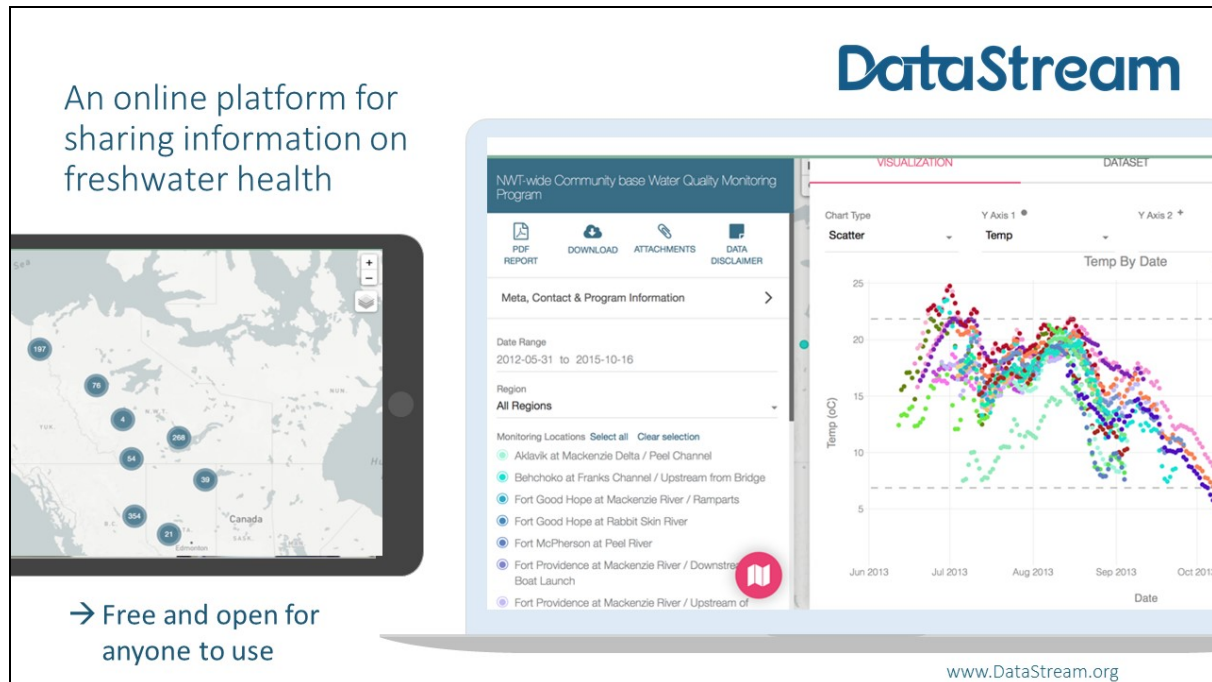 DataStream
An online platform for
sharing information on
freshwater health
Sea
+
−
197
76
4
N.W.T.
NUN.
YUK.
268
54
39
354
Canada
B.C.
21
SASK.
Edmonton
→ Free and open for
anyone to use
NWT-wide Community base Water Quality Monitoring
Program
PDF
REPORT
DOWNLOAD
ATTACHMENTS
DATA
DISCLAIMER
Meta, Contact & Program Information
Date Range
2012-05-31 to 2015-10-16
Region
All Regions
Monitoring Locations Select all Clear selection
Aklavik at Mackenzie Delta / Peel Channel
Behchoko at Franks Channel / Upstream from Bridge
Fort Good Hope at Mackenzie River / Ramparts
Fort Good Hope at Rabbit Skin River
Fort McPherson at Peel River
Fort Providence at Mackenzie River / Downstre
Boat Launch
Fort Providence at Mackenzie River / Upstream of
VISUALIZATION
DATASET
Chart Type
Scatter
Y Axis 1
Temp
Y Axis 2 +
Temp By Date
25
20
15
10
5
Temp (oC)
Jun 2013
Jul 2013
Aug 2013
Sep 2013
Oct 2013
Date
www.DataStream.org